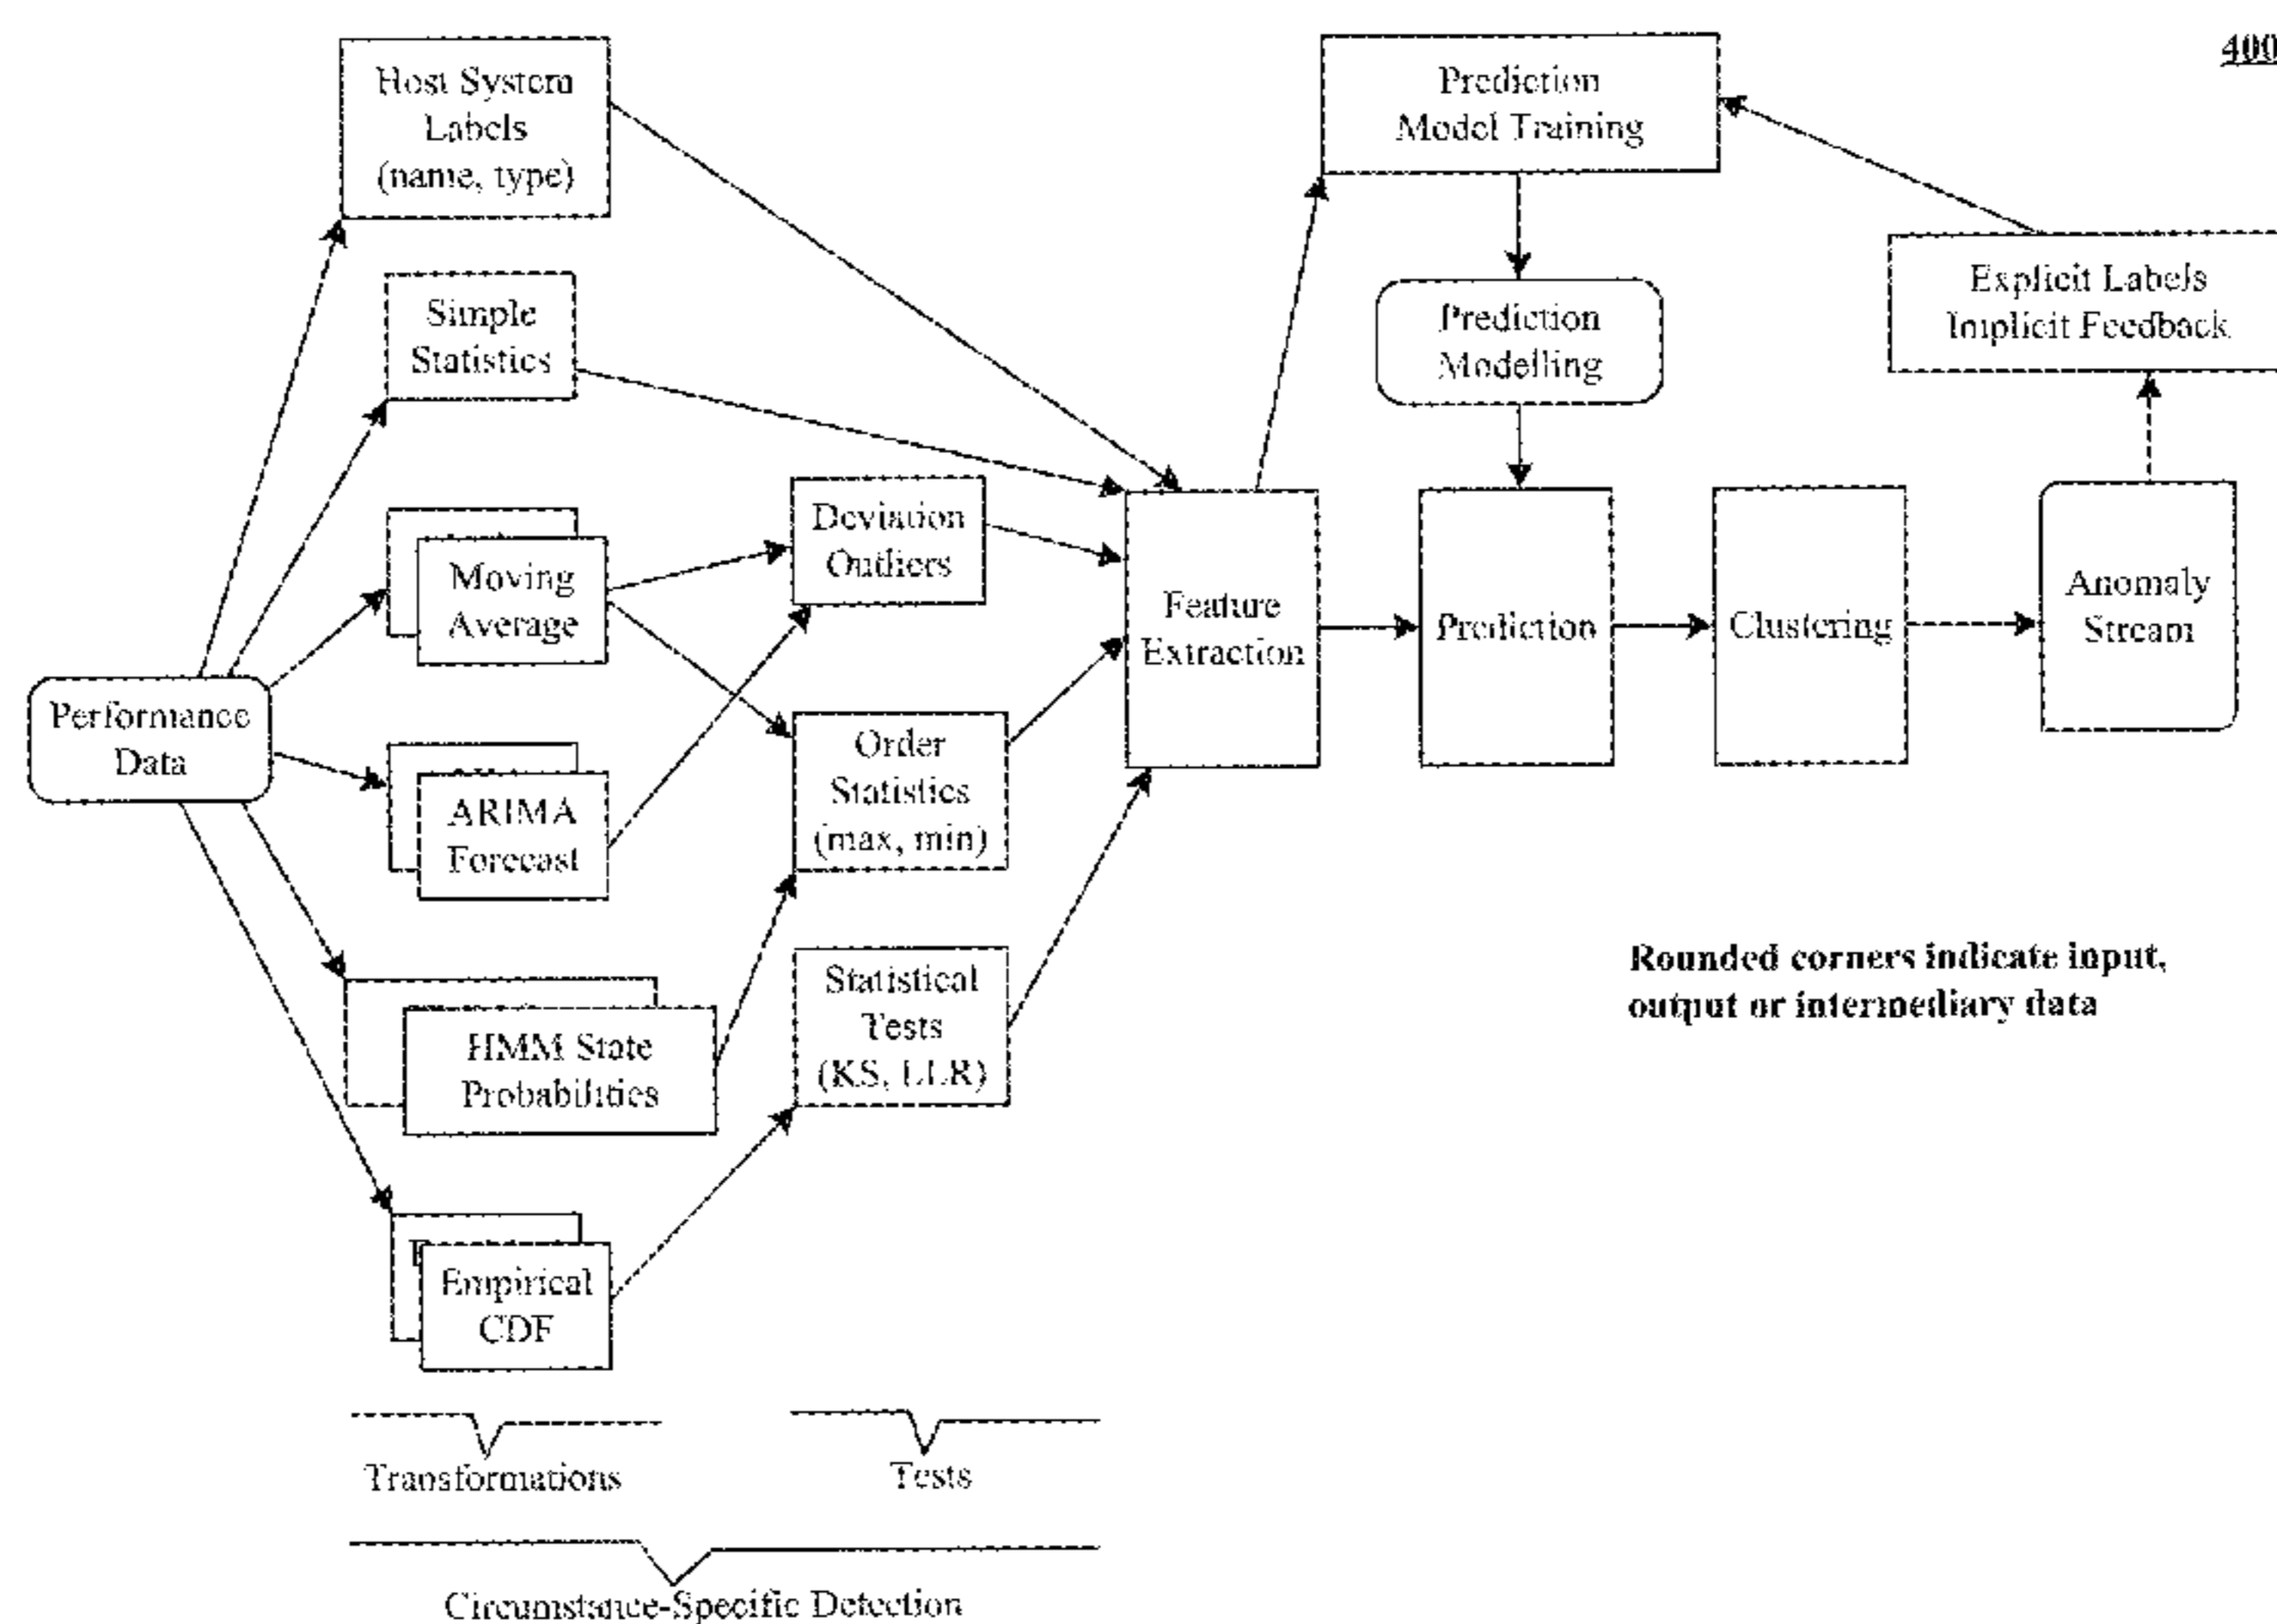 400
Host System
Labels
(name, type)
Prediction
Model Training
Explicit Labels
Implicit Feedback
Simple
Statistics
Prediction
Modelling
Deviation
Outliers
Moving
Average
Feature
Extraction
Prediction
Clustering
Anomaly
Stream
Performance
Data
Order
Statistics
(max, min)
ARIMA
Forecast
Statistical
Tests
(KS, LLR)
Rounded corners indicate input,
output or intermediary data
HMM State
Probabilities
Empirical
CDF
Transformations
Tests
Circumstance-Specific Detection